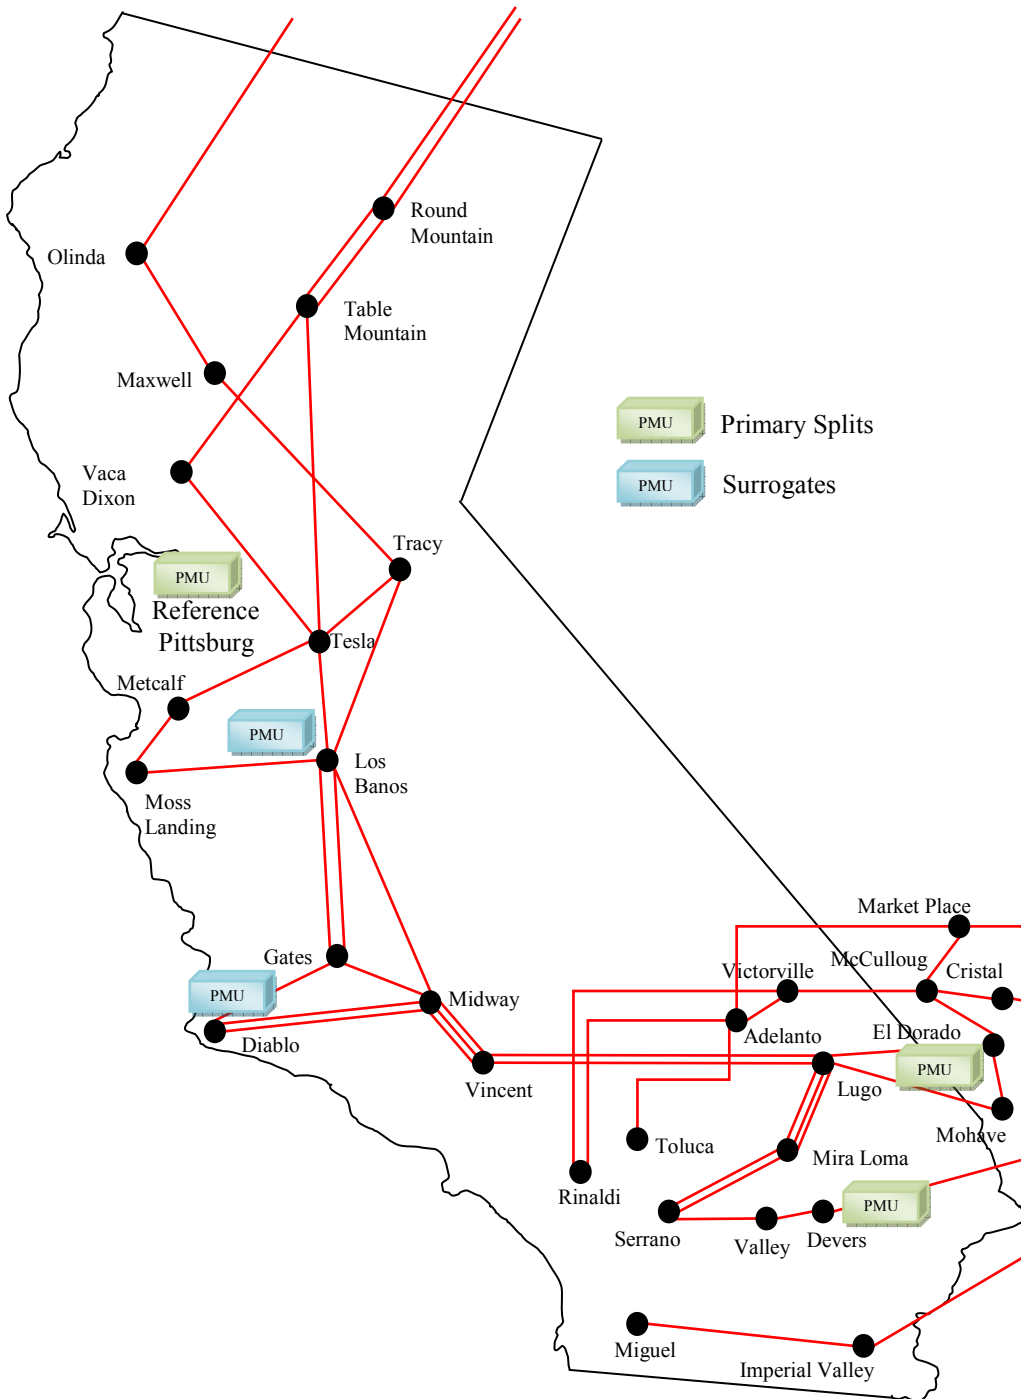 Round
Mountain
Olinda
Table
Mountain
Maxwell
PMU
Primary Splits
Vaca
Dixon
PMU
Surrogates
Tracy
PMU
Reference
Pittsburg
Tesla
Metcalf
PMU
Los
Banos
Moss
Landing
Market Place
McCulloug
Gates
Victorville
Cristal
PMU
Midway
Adelanto
El Dorado
Diablo
PMU
Vincent
Lugo
Mohave
Toluca
Mira Loma
Rinaldi
PMU
Serrano
Valley
Devers
Miguel
Imperial Valley